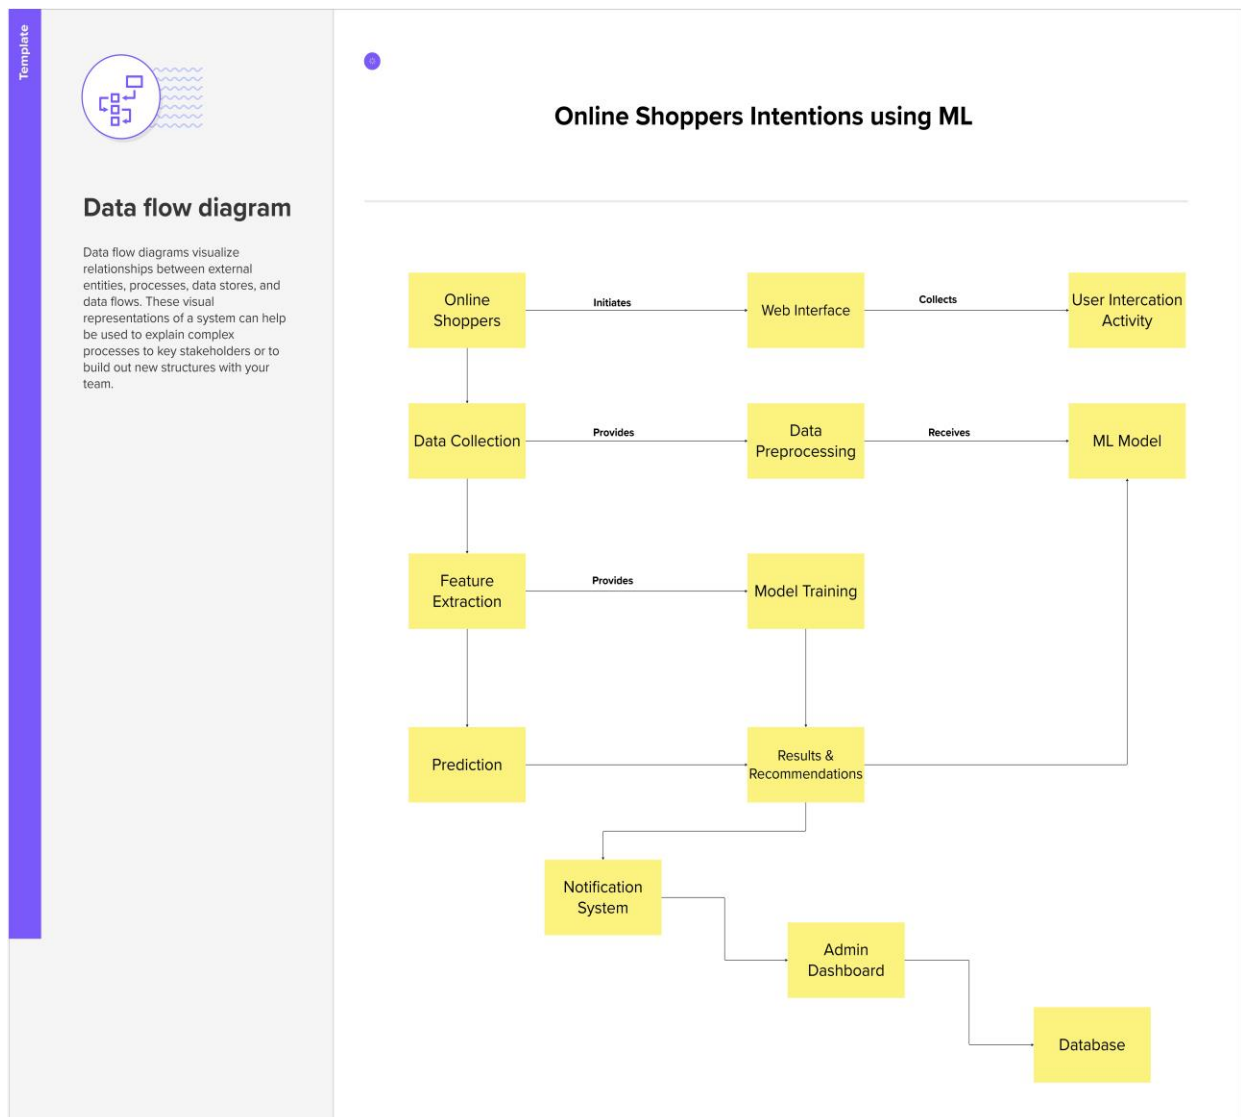 Template
Data flow diagram
Data flow diagrams visualize
relationships between external
entities, processes, data stores, and
data flows. These visual
representations of a system can help
be used to explain complex
processes to key stakeholders or to
build out new structures with your
team.
Online Shoppers Intentions using ML
Online
Shoppers
Initiates
Web Interface
Collects
User Intercation
Activity
Data Collection
Provides
Data
Preprocessing
Receives
ML Model
Feature
Extraction
Provides
Model Training
Prediction
Results &
Recommendations
Notification
System
Admin
Dashboard
Database